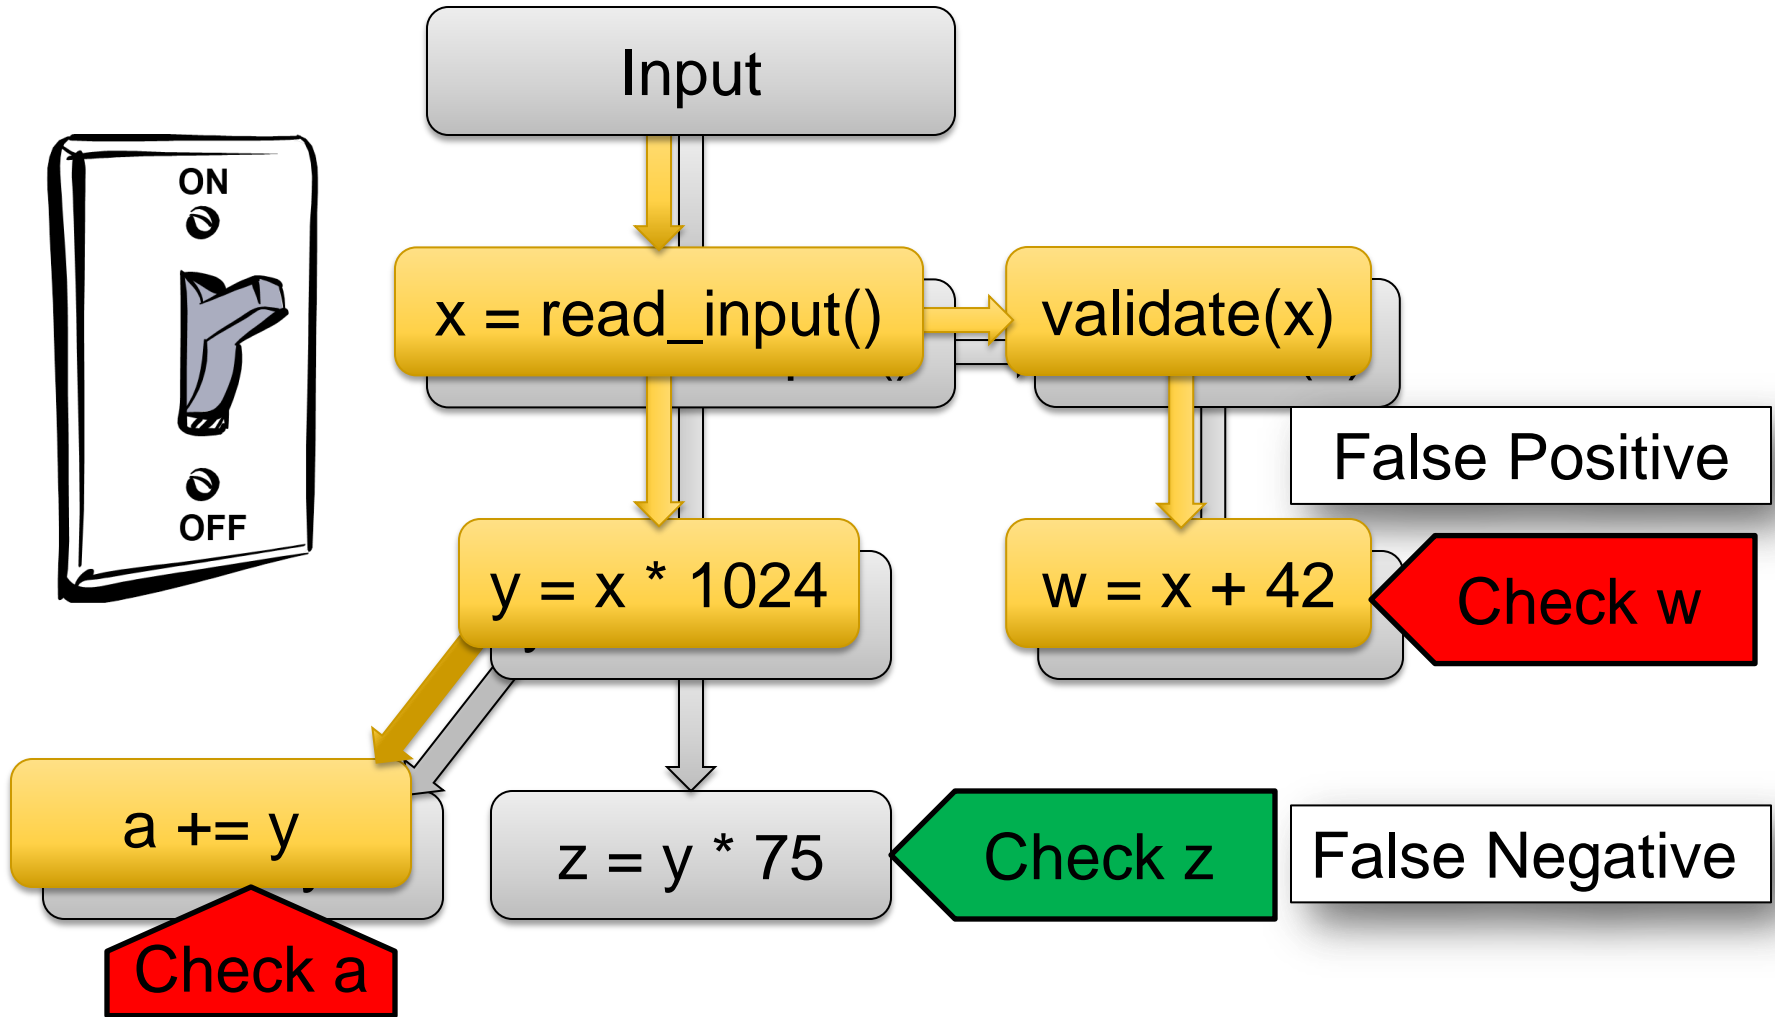 Input
ON
x = read_input()
validate(x)
False Positive
OFF
y = x * 1024
w = x + 42
Check w
a += y
z = y * 75
Check z
False Negative
Check a